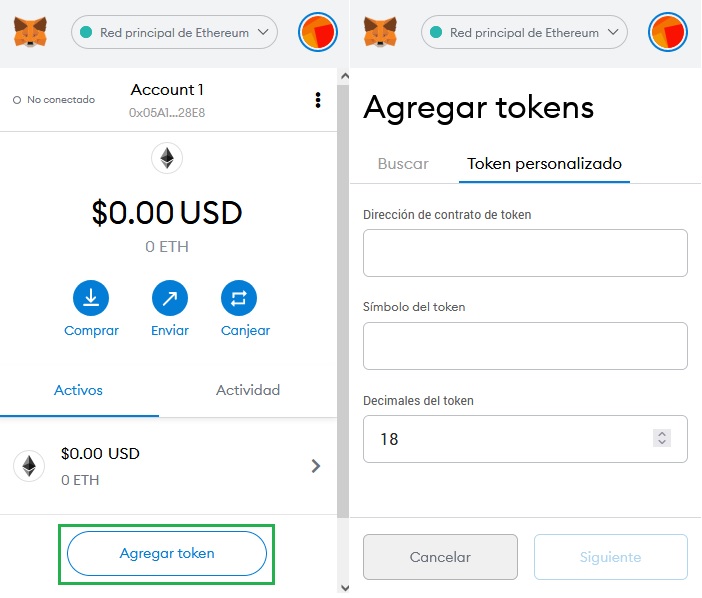 Red principal de Ethereum
No conectado
Account 1
0x05A1...28E8
$0.00 USD
0 ETH
Comprar
Enviar
Canjear
Activos
Actividad
$0.00 USD
0 ETH
Agregar token
Red principal de Ethereum
Agregar tokens
Buscar
Token personalizado
Dirección de contrato de token
Símbolo del token
Decimales del token
18
Cancelar
Siguiente